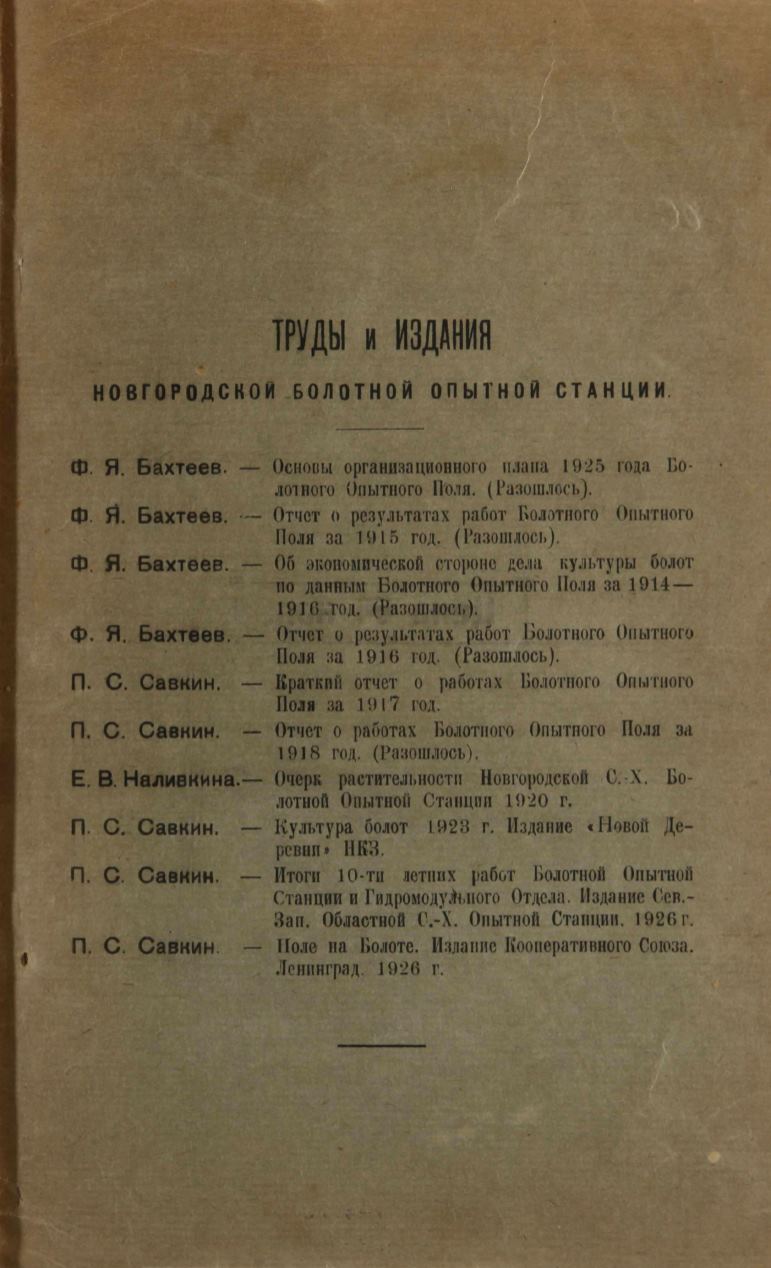 ТРУДЫ и ИЗДАНИЯ
НОВГОРОДСКОЙ БОЛОТНОЙ ОПЫТНОЙ СТАНЦИИ.
Ф. Я. Бахтеев. — Основы организационного плана 1925 года Бо-
лотного Опытного Поля. (Разошлось).
Ф. Я. Бахтеев. — Отчет о результатах работ Болотного Опытного
Поля за 1915 год. (Разошлось).
Ф. Я. Бахтеев. — Об экономической стороне дела культуры болот
по данным Болотного Опытного Поля за 1914—
1916 год. (Разошлось).
Ф. Я. Бахтеев. — Отчет о результатах работ Болотного Опытного
Поля за 1916 год. (Разошлось).
П. С. Савкин. — Краткий отчет о работах Болотного Опытного
Поля за 1917 год.
П. С. Савкин. — Отчет о работах Болотного Опытного Поля за
1918 год. (Разошлось).
Е. В. Наливкина. — Очерк растительности Новгородской С.-Х. Бо-
лотной Опытной Станции 1920 г.
П. С. Савкин. — Культура болот 1923 г. Издание «Новой Де-
ревни» НКЗ.
П. С. Савкин. — Итоги 10-ти летних работ Болотной Опытной
Станции и Гидромодульного Отдела. Издание Сев.-
Зап. Областной С.-Х. Опытной Станции. 1926 г.
П. С. Савкин. — Поле на Болоте. Издание Кооперативного Союза.
Ленинград. 1926 г.